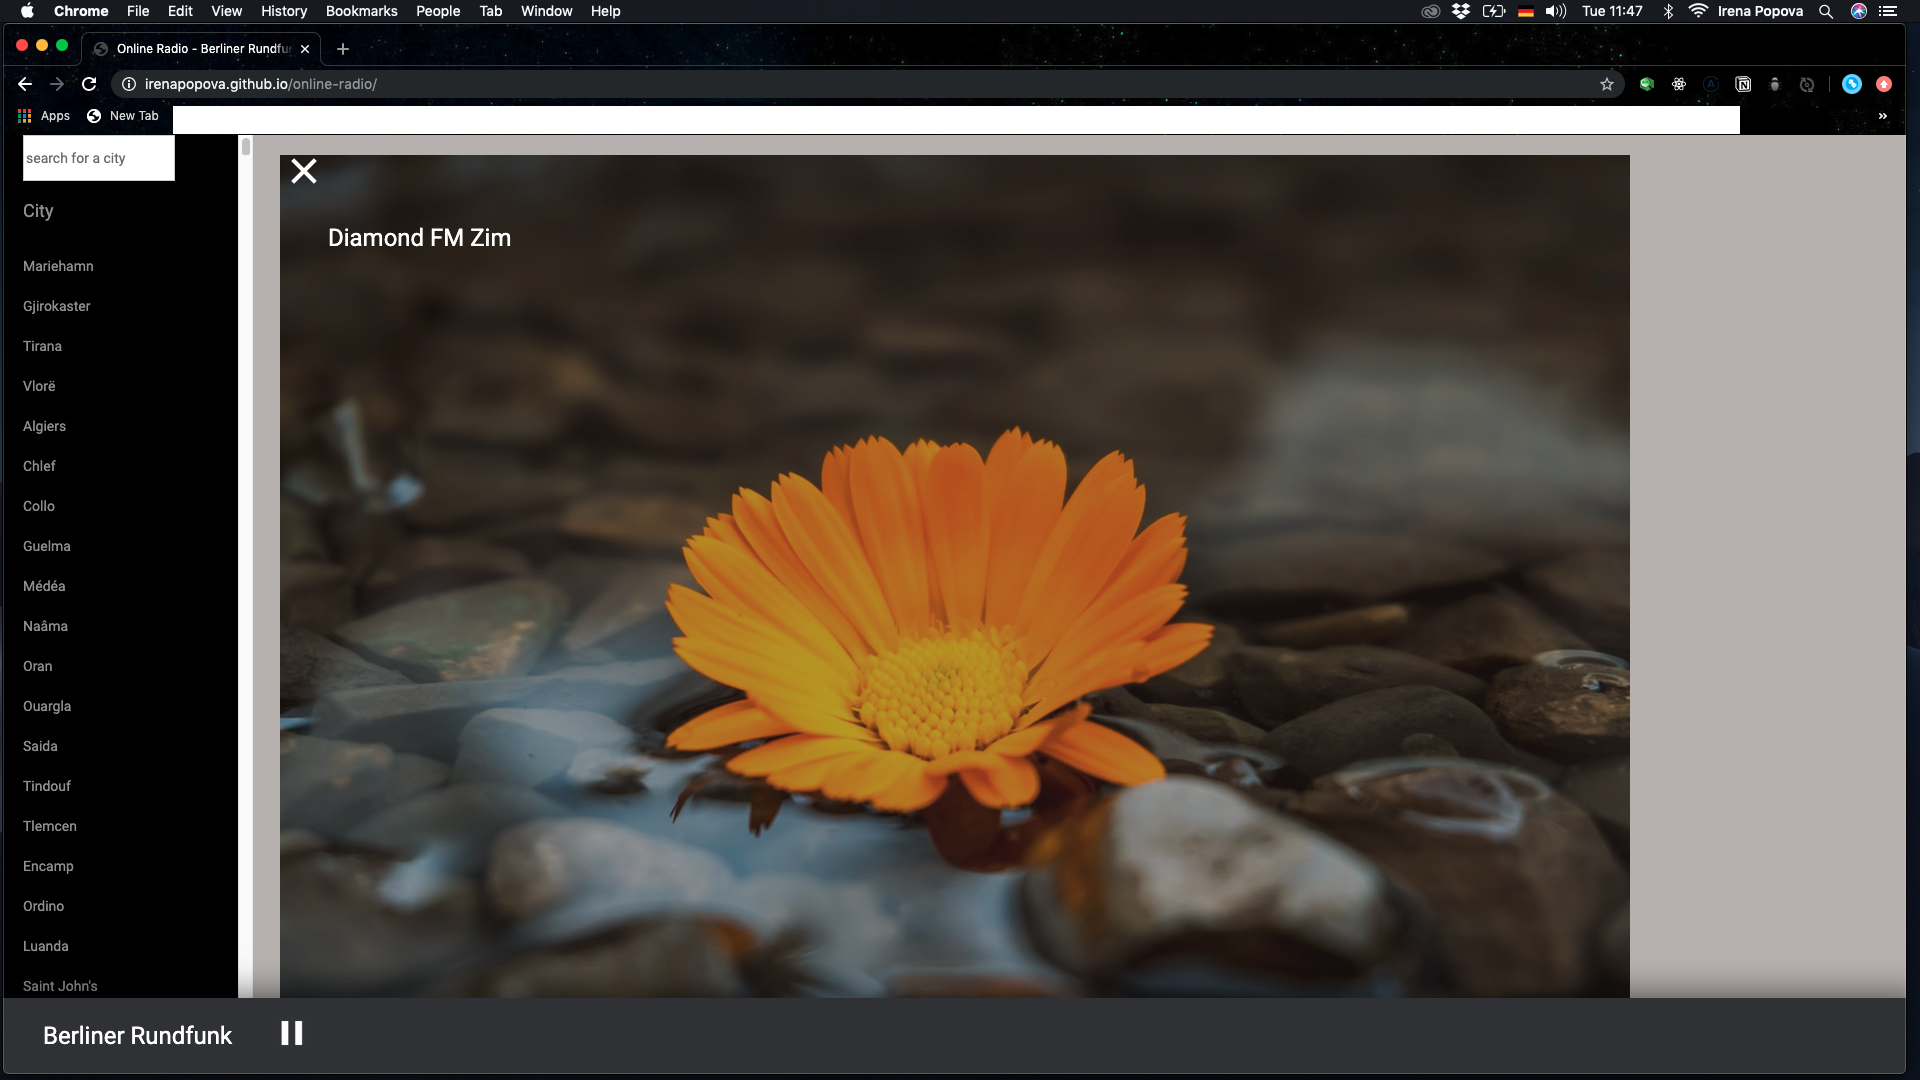 Chrome File Edit View History Bookmarks People Tab Window Help Tue 11:47 Irena Popova
Online Radio - Berliner Rundfu
irenapopova.github.io/online-radio/
Apps New Tab »
search for a city
City
Mariehamn
Gjirokaster
Tirana
Vlorë
Algiers
Chlef
Collo
Guelma
Médéa
Naâma
Oran
Ouargla
Saida
Tindouf
Tlemcen
Encamp
Ordino
Luanda
Saint John's
Diamond FM Zim
Berliner Rundfunk